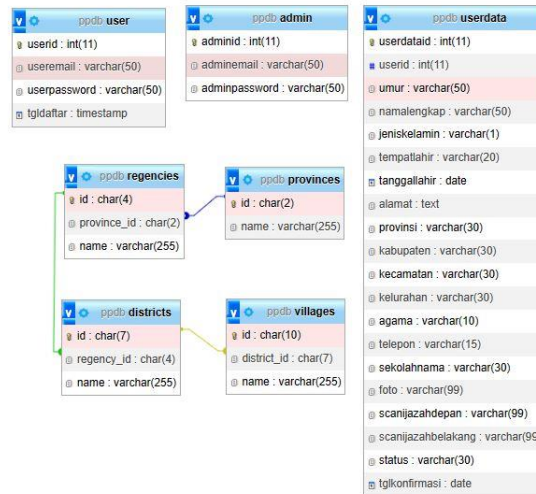 ppdb user
userid : int(11)
useremail : varchar(50)
userpassword : varchar(50)
tgldaftar : timestamp
ppdb admin
adminid : int(11)
adminemail : varchar(50)
adminpassword : varchar(50)
ppdb userdata
userdataid : int(11)
userid : int(11)
umur : varchar(50)
namalengkap : varchar(50)
jeniskelamin : varchar(1)
tempatlahir : varchar(20)
tanggallahir : date
alamat : text
provinsi : varchar(30)
kabupaten : varchar(30)
kecamatan : varchar(30)
kelurahan : varchar(30)
agama : varchar(10)
telepon : varchar(15)
sekolahnama : varchar(30)
foto : varchar(99)
scanijazahdepan : varchar(99)
scanijazahbelakang : varchar(99
status : varchar(30)
tglkonfirmasi : date
ppdb regencies
id : char(4)
province_id : char(2)
name : varchar(255)
ppdb provinces
id : char(2)
name : varchar(255)
ppdb districts
id : char(7)
regency_id : char(4)
name : varchar(255)
ppdb villages
id : char(10)
district_id : char(7)
name : varchar(255)